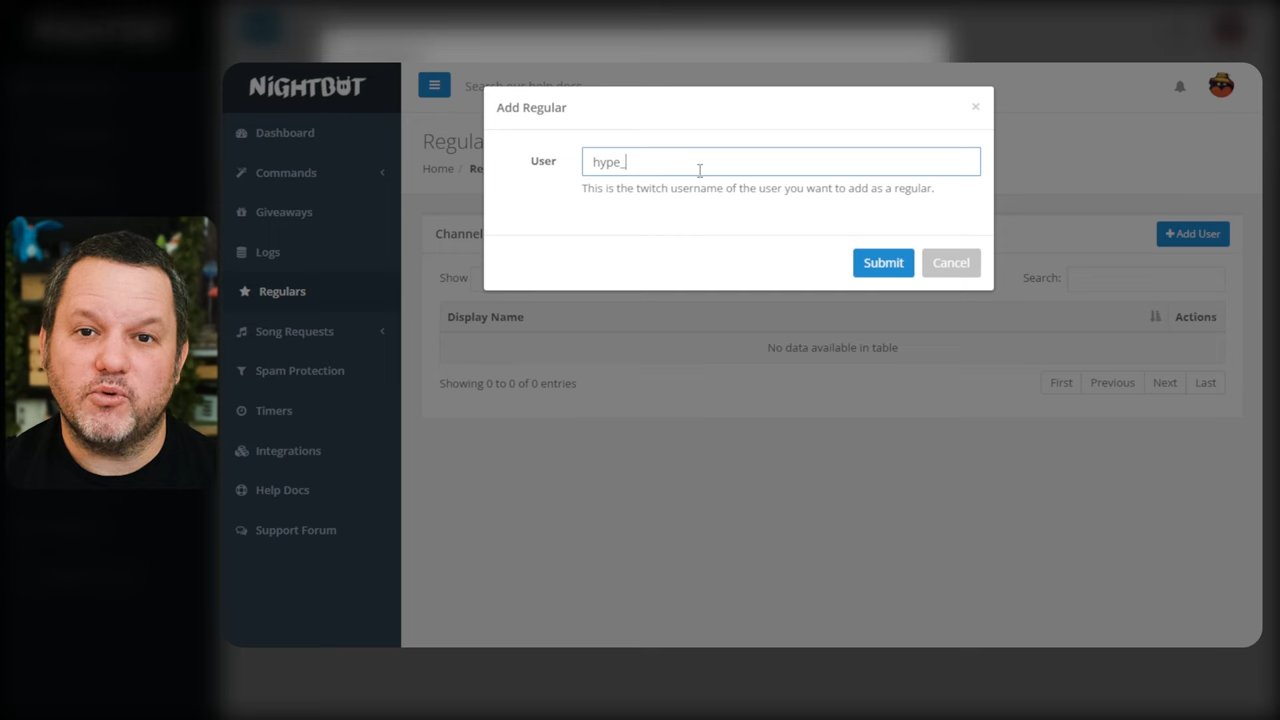 NIGHTBOT
Search our help docs
Dashboard
Commands
Giveaways
Logs
Regulars
Song Requests
Spam Protection
Timers
Integrations
Help Docs
Support Forum
Regula
Home / Re
Add Regular ×
User hype_
This is the twitch username of the user you want to add as a regular.
Submit Cancel
Channel
+ Add User
Show
Search:
Display Name Actions
No data available in table
Showing 0 to 0 of 0 entries
First Previous Next Last